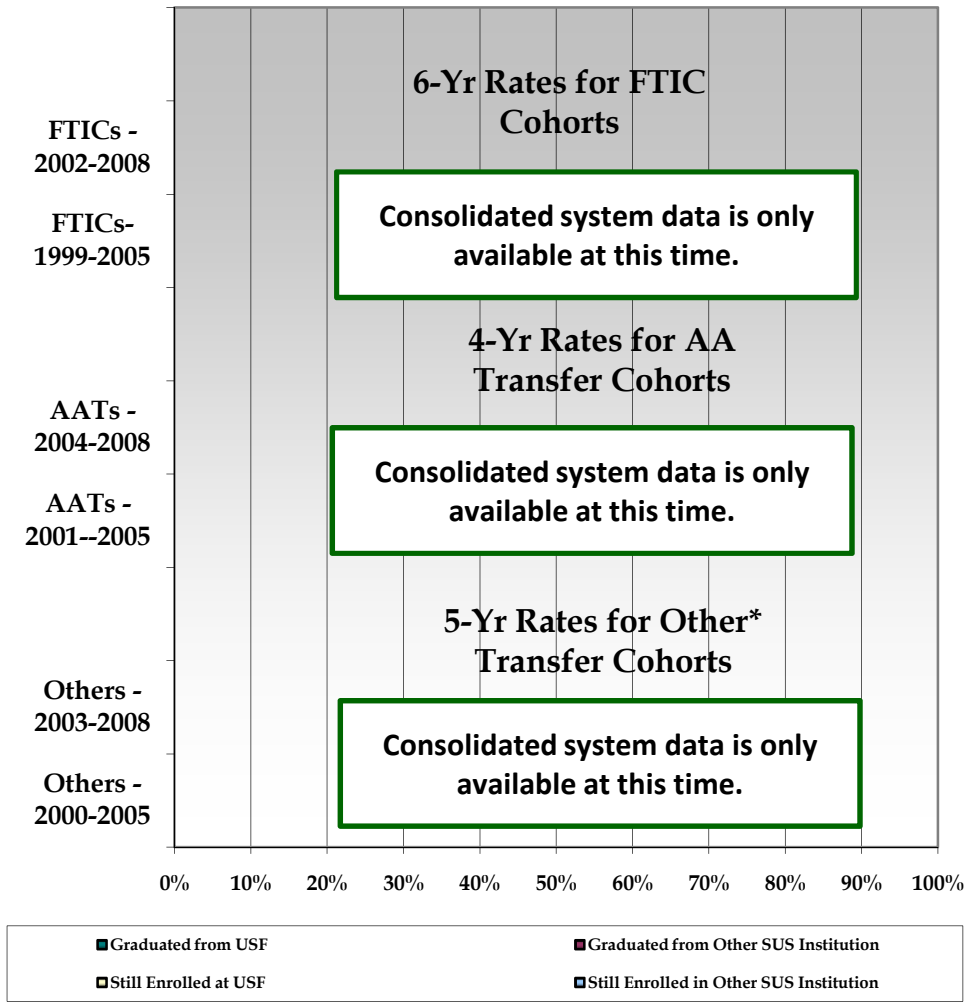 6-Yr Rates for FTIC
Cohorts
FTICs -
2002-2008
FTICs-
1999-2005
Consolidated system data is only
available at this time.
4-Yr Rates for AA
Transfer Cohorts
AATs -
2004-2008
AATs -
2001--2005
Consolidated system data is only
available at this time.
5-Yr Rates for Other*
Transfer Cohorts
Others -
2003-2008
Others -
2000-2005
Consolidated system data is only
available at this time.
0% 10% 20% 30% 40% 50% 60% 70% 80% 90% 100%
Graduated from USF Graduated from Other SUS Institution
Still Enrolled at USF Still Enrolled in Other SUS Institution